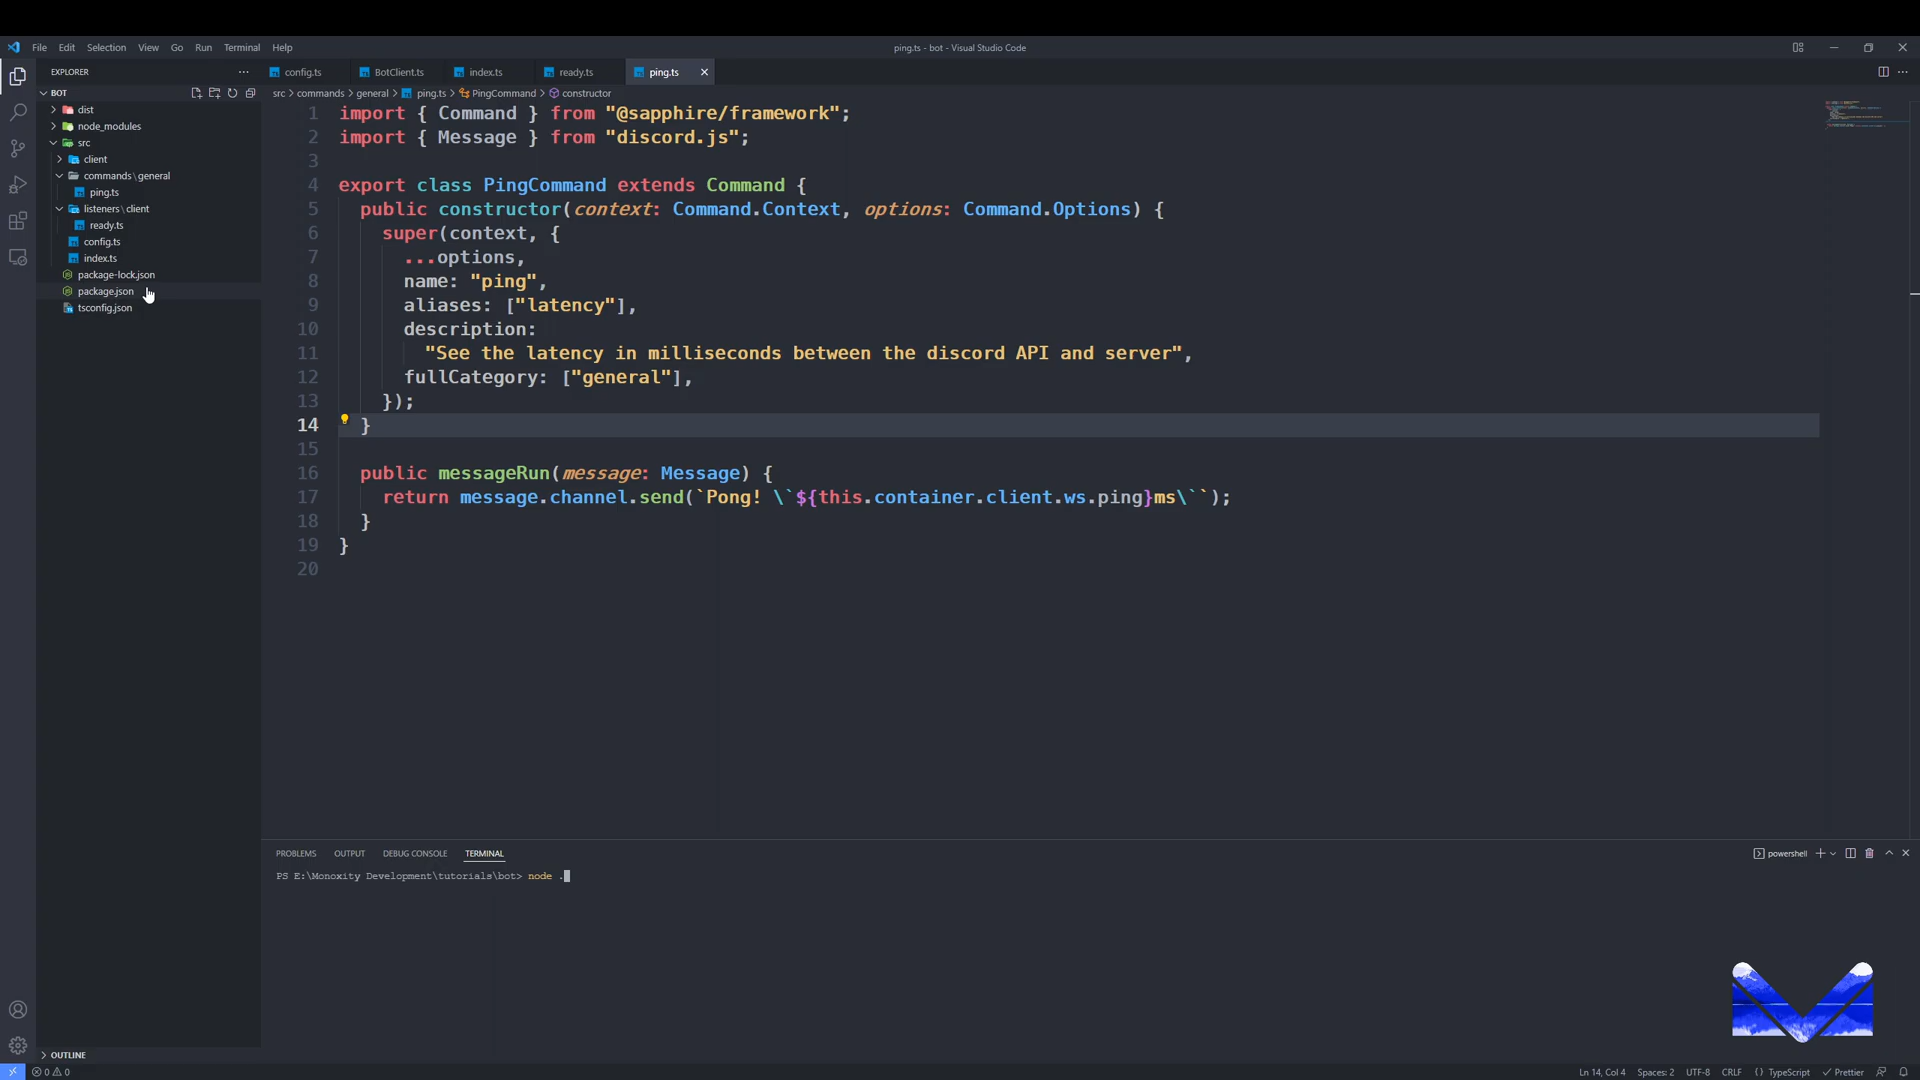 File Edit Selection View Go Run Terminal Help
ping.ts - bot - Visual Studio Code
EXPLORER
config.ts
BotClient.ts
index.ts
ready.ts
ping.ts
BOT
src > commands > general > ping.ts > PingCommand > constructor
dist
node_modules
src
client
commands \ general
ping.ts
listeners \ client
ready.ts
config.ts
index.ts
package-lock.json
package.json
tsconfig.json
1 import { Command } from "@sapphire/framework";
2 import { Message } from "discord.js";
3
4 export class PingCommand extends Command {
5 public constructor(context: Command.Context, options: Command.Options) {
6 super(context, {
7 ...options,
8 name: "ping",
9 aliases: ["latency"],
10 description:
11 "See the latency in milliseconds between the discord API and server",
12 fullCategory: ["general"],
13 });
14 }
15
16 public messageRun(message: Message) {
17 return message.channel.send(`Pong! \`${this.container.client.ws.ping}ms\``);
18 }
19 }
20
PROBLEMS OUTPUT DEBUG CONSOLE TERMINAL
powershell
PS E:\Monoxity Development\tutorials\bot> node .
OUTLINE
0 0
Ln 14, Col 4 Spaces: 2 UTF-8 CRLF { } TypeScript Prettier